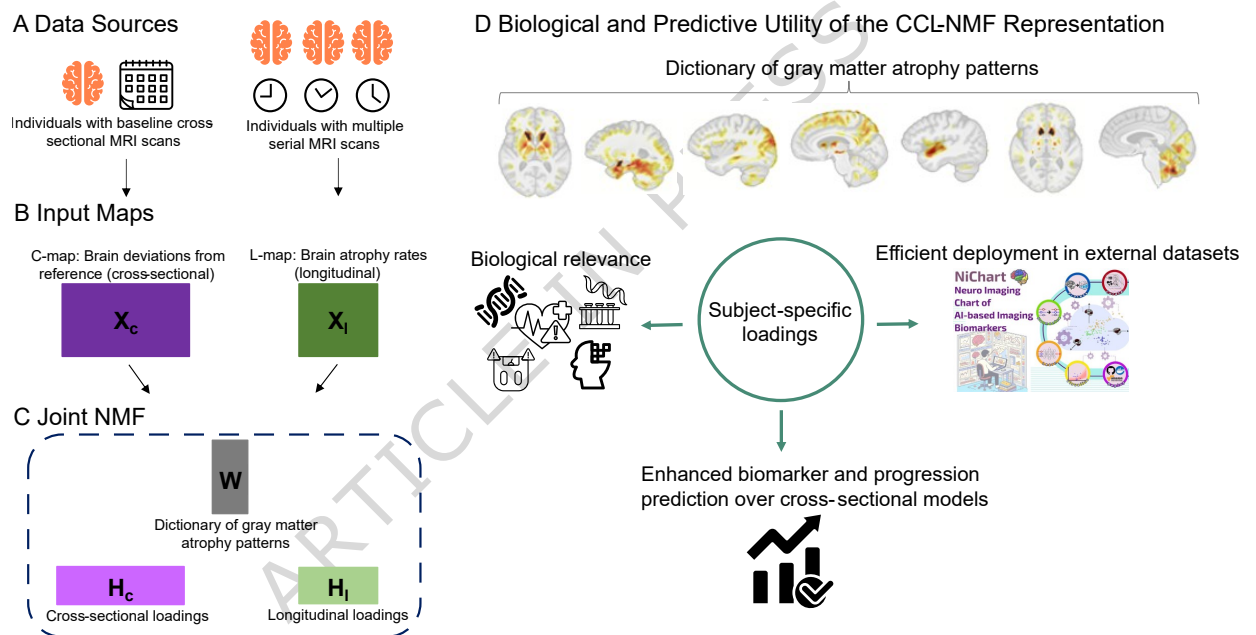 A Data Sources
Individuals with baseline cross
sectional MRI scans
Individuals with multiple
serial MRI scans
B Input Maps
C-map: Brain deviations from
reference (cross-sectional)
Xc
L-map: Brain atrophy rates
(longitudinal)
Xl
C Joint NMF
W
Dictionary of gray matter
atrophy patterns
Hc
Cross-sectional loadings
Hl
Longitudinal loadings
D Biological and Predictive Utility of the CCL-NMF Representation
Dictionary of gray matter atrophy patterns
Biological relevance
Subject-specific
loadings
Efficient deployment in external datasets
NiChart
Neuro Imaging
Chart of
AI-based Imaging
Biomarkers
Enhanced biomarker and progression
prediction over cross-sectional models
ARTICLE IN PRESS